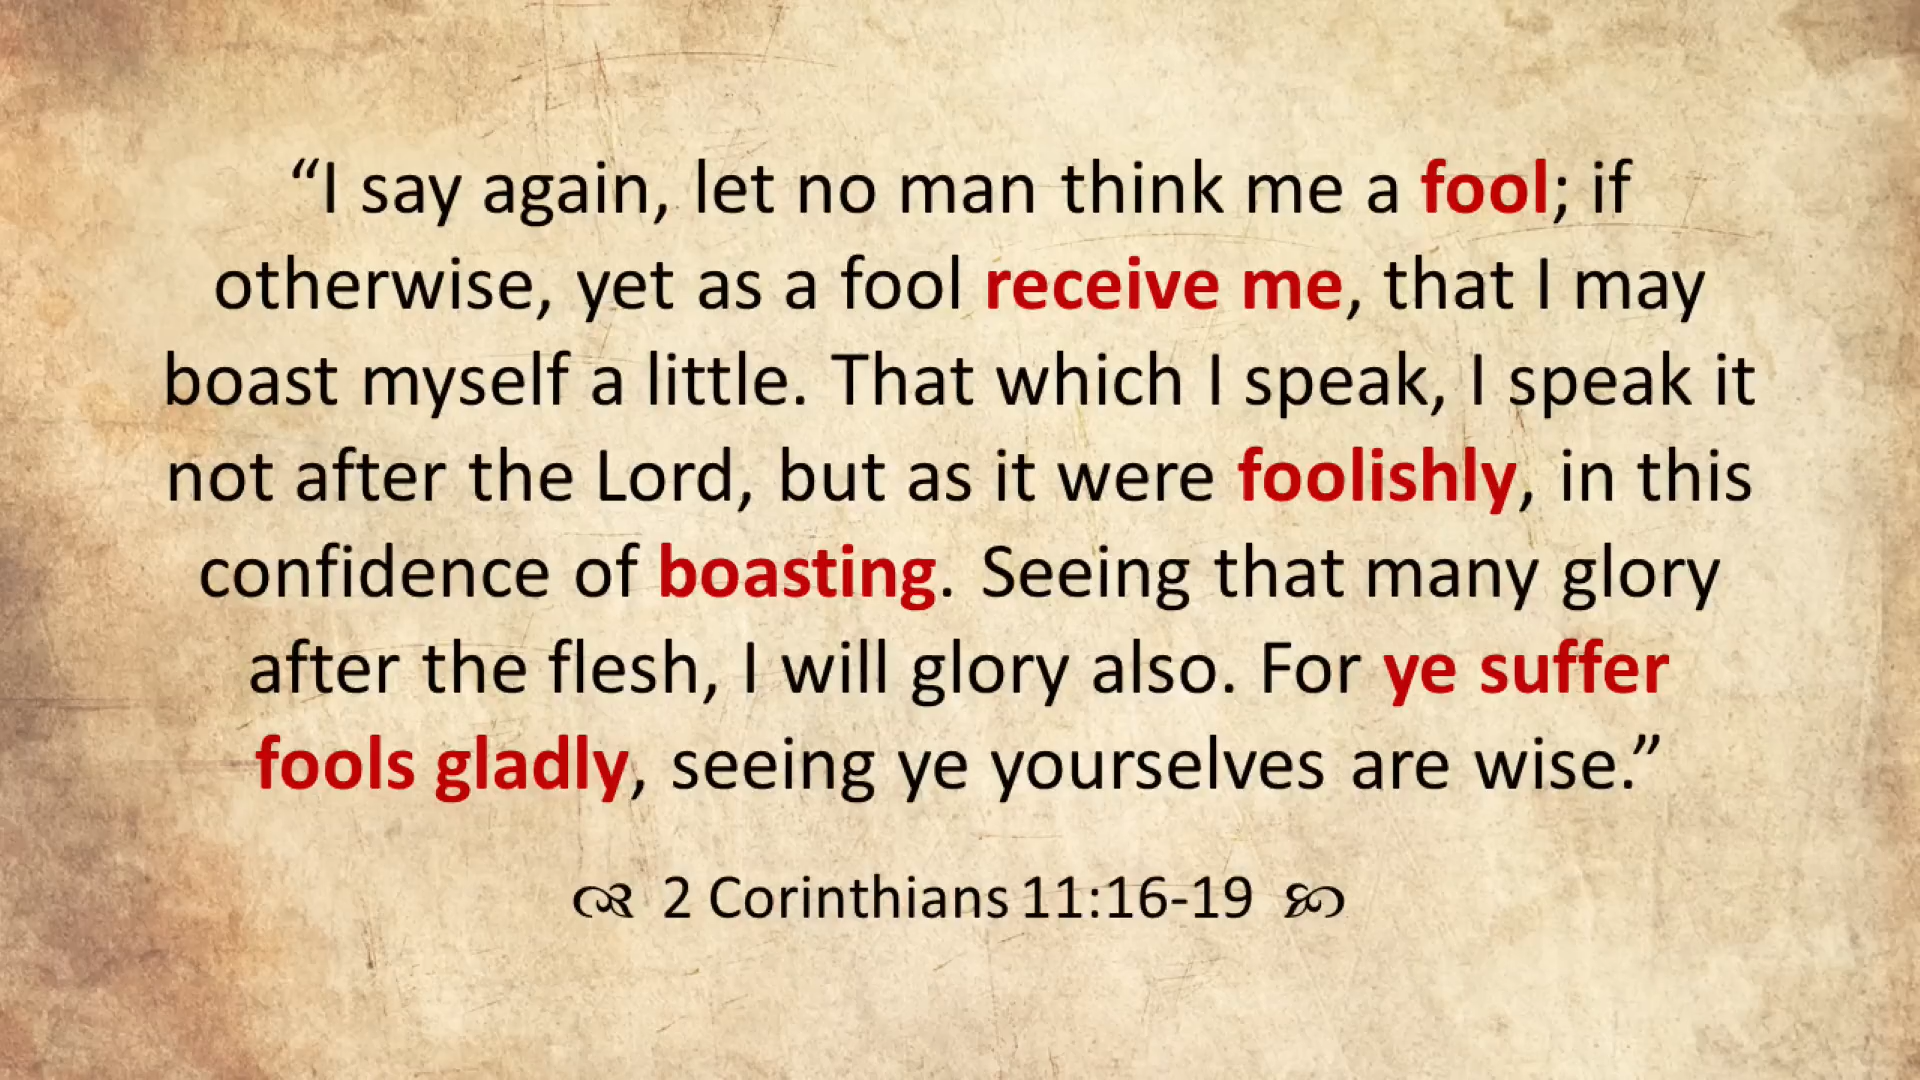 “I say again, let no man think me a fool; if
otherwise, yet as a fool receive me, that I may
boast myself a little. That which I speak, I speak it
not after the Lord, but as it were foolishly, in this
confidence of boasting. Seeing that many glory
after the flesh, I will glory also. For ye suffer
fools gladly, seeing ye yourselves are wise.”
2 Corinthians 11:16-19